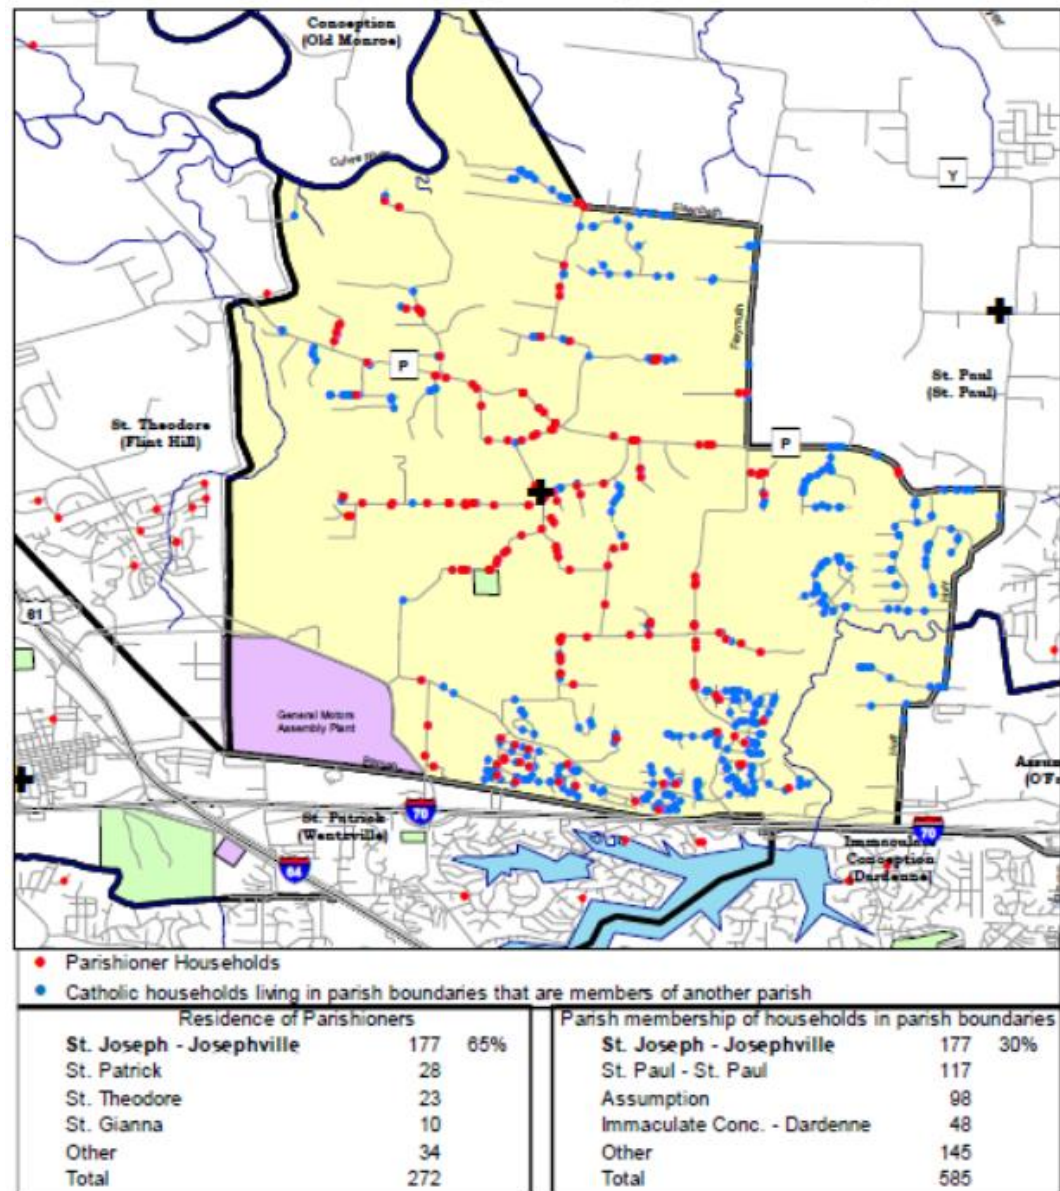 Conception
(Old Monroe)
Y
P
St. Paul
(St. Paul)
St. Theodore
(Flint Hill)
P
61
General Motors
Assembly Plant
70
St. Patrick
(Wentzville)
64
70
Immaculate
Conception
(Dardenne)
Huff
Huff
Parishioner Households
Catholic households living in parish boundaries that are members of another parish
Residence of Parishioners
St. Joseph - Josephville 177 65%
St. Patrick 28
St. Theodore 23
St. Gianna 10
Other 34
Total 272
Parish membership of households in parish boundaries
St. Joseph - Josephville 177 30%
St. Paul - St. Paul 117
Assumption 98
Immaculate Conc. - Dardenne 48
Other 145
Total 585